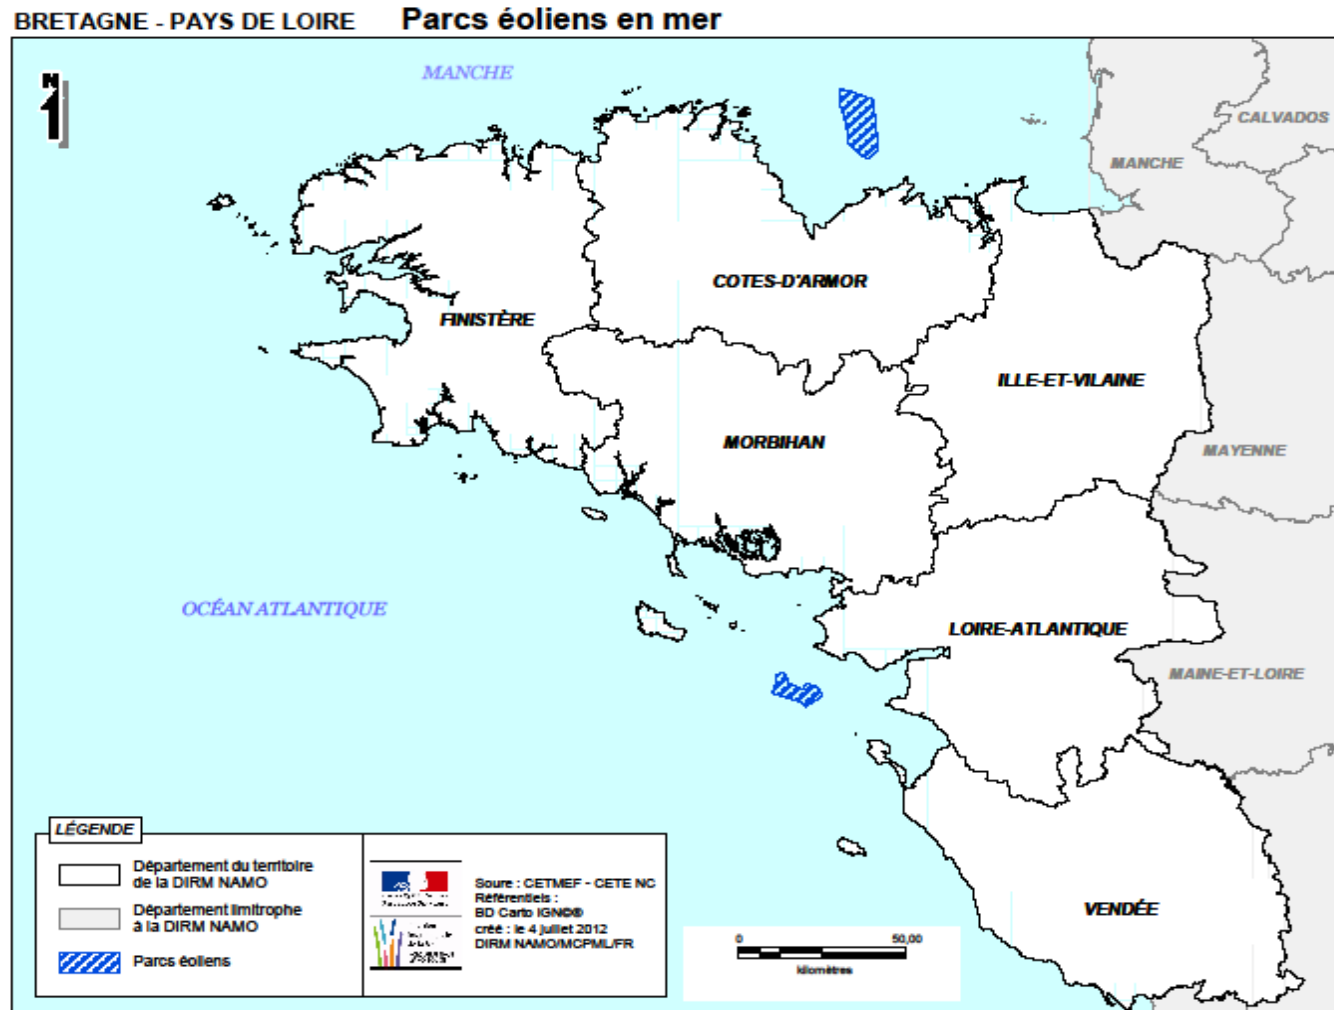 BRETAGNE - PAYS DE LOIRE Parcs éoliens en mer
N
MANCHE
CALVADOS
MANCHE
COTES-D'ARMOR
FINISTÈRE
ILLE-ET-VILAINE
MORBIHAN
MAYENNE
OCÉAN ATLANTIQUE
LOIRE-ATLANTIQUE
MAINE-ET-LOIRE
VENDÉE
LÉGENDE
Département du territoire
de la DIRM NAMO
Département limitrophe
à la DIRM NAMO
Parcs éoliens
Soure : CETMEF - CETE NC
Référentiels :
BD Carto IGN©®
créé : le 4 juillet 2012
DIRM NAMO/MCPML/FR
0 50,00
kilomètres